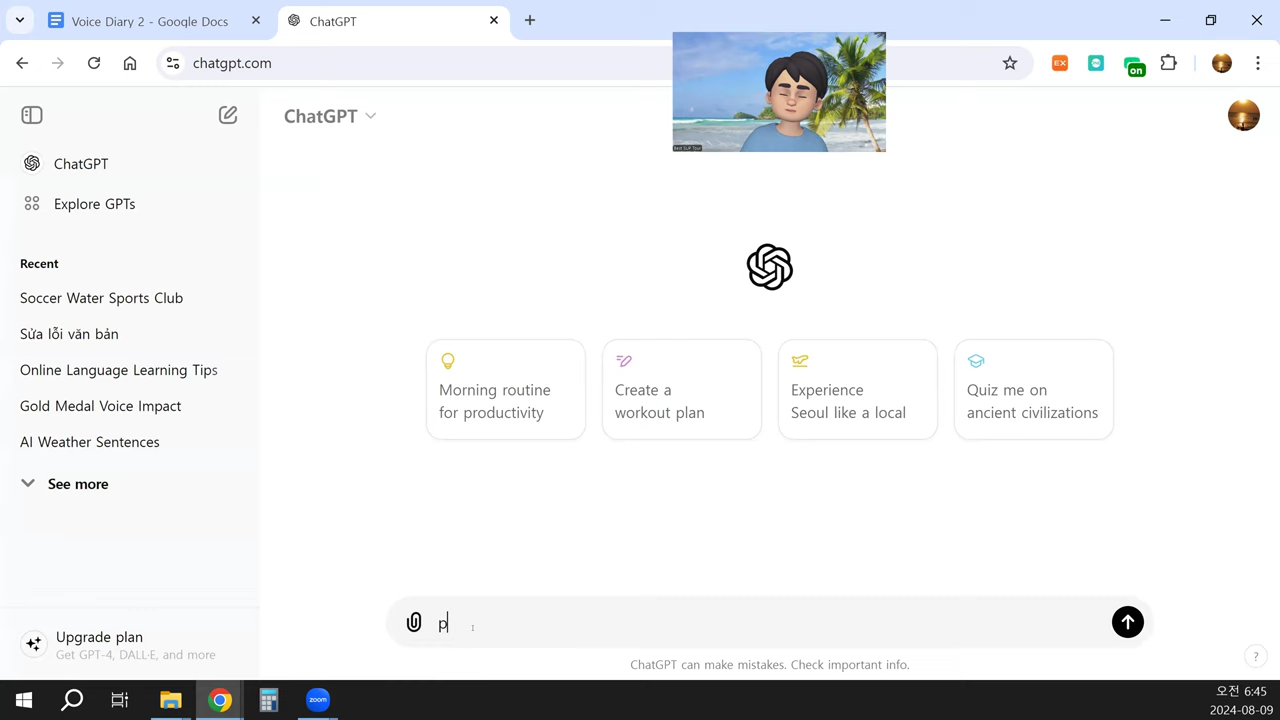 Voice Diary 2 - Google Docs
ChatGPT
chatgpt.com
EX
on
ChatGPT
ChatGPT
Explore GPTs
Recent
Soccer Water Sports Club
Sửa lỗi văn bản
Online Language Learning Tips
Gold Medal Voice Impact
AI Weather Sentences
See more
Upgrade plan
Get GPT-4, DALL·E, and more
Morning routine
for productivity
Create a
workout plan
Experience
Seoul like a local
Quiz me on
ancient civilizations
p
ChatGPT can make mistakes. Check important info.
?
zoom
오전 6:45
2024-08-09